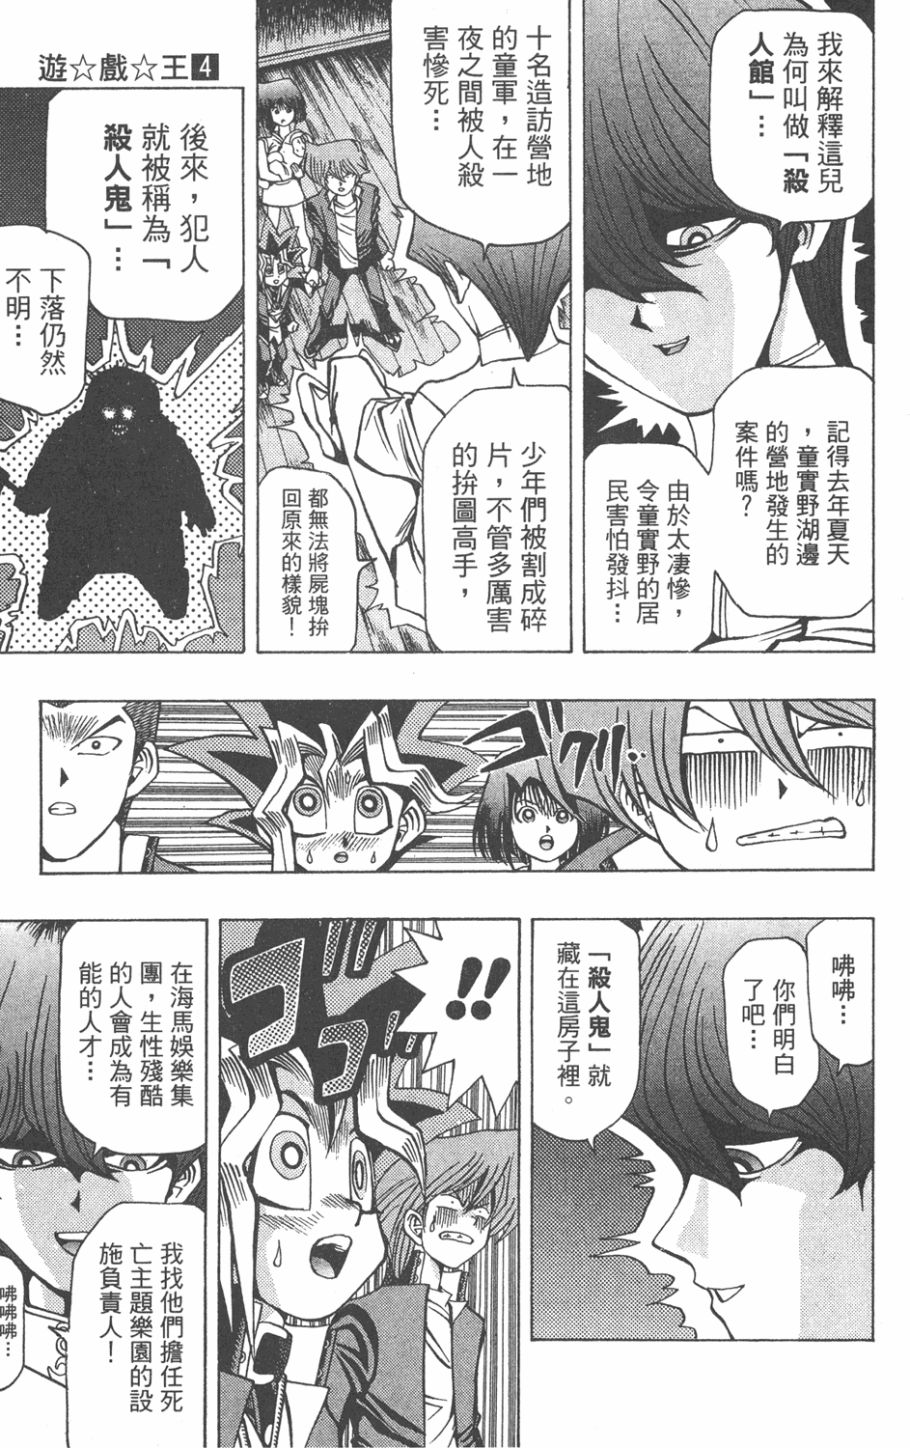 遊☆戲☆王4
我來解釋這兒
為何叫做「殺
人館」…
記得去年夏天
，童實野湖邊
的營地發生的
案件嗎？
由於太凄慘，
令童實野的居
民害怕發抖…
十名造訪營地
的童軍，在一
夜之間被人殺
害慘死…
少年們被割成碎
片，不管多厲害
的拚圖高手，
都無法將屍塊拚
回原來的樣貌！
後來，犯人
就被稱為「
殺人鬼」…
下落仍然
不明…
ゴクリ…
咈咈…
你們明白
了吧…
「殺人鬼」就
藏在這房子裡。
!!
ゴゴゴ
在海馬娛樂集
團，生性殘酷
的人會成為有
能的人才…
我找他們擔任死
亡主題樂園的設
施負責人！
咈咈咈…